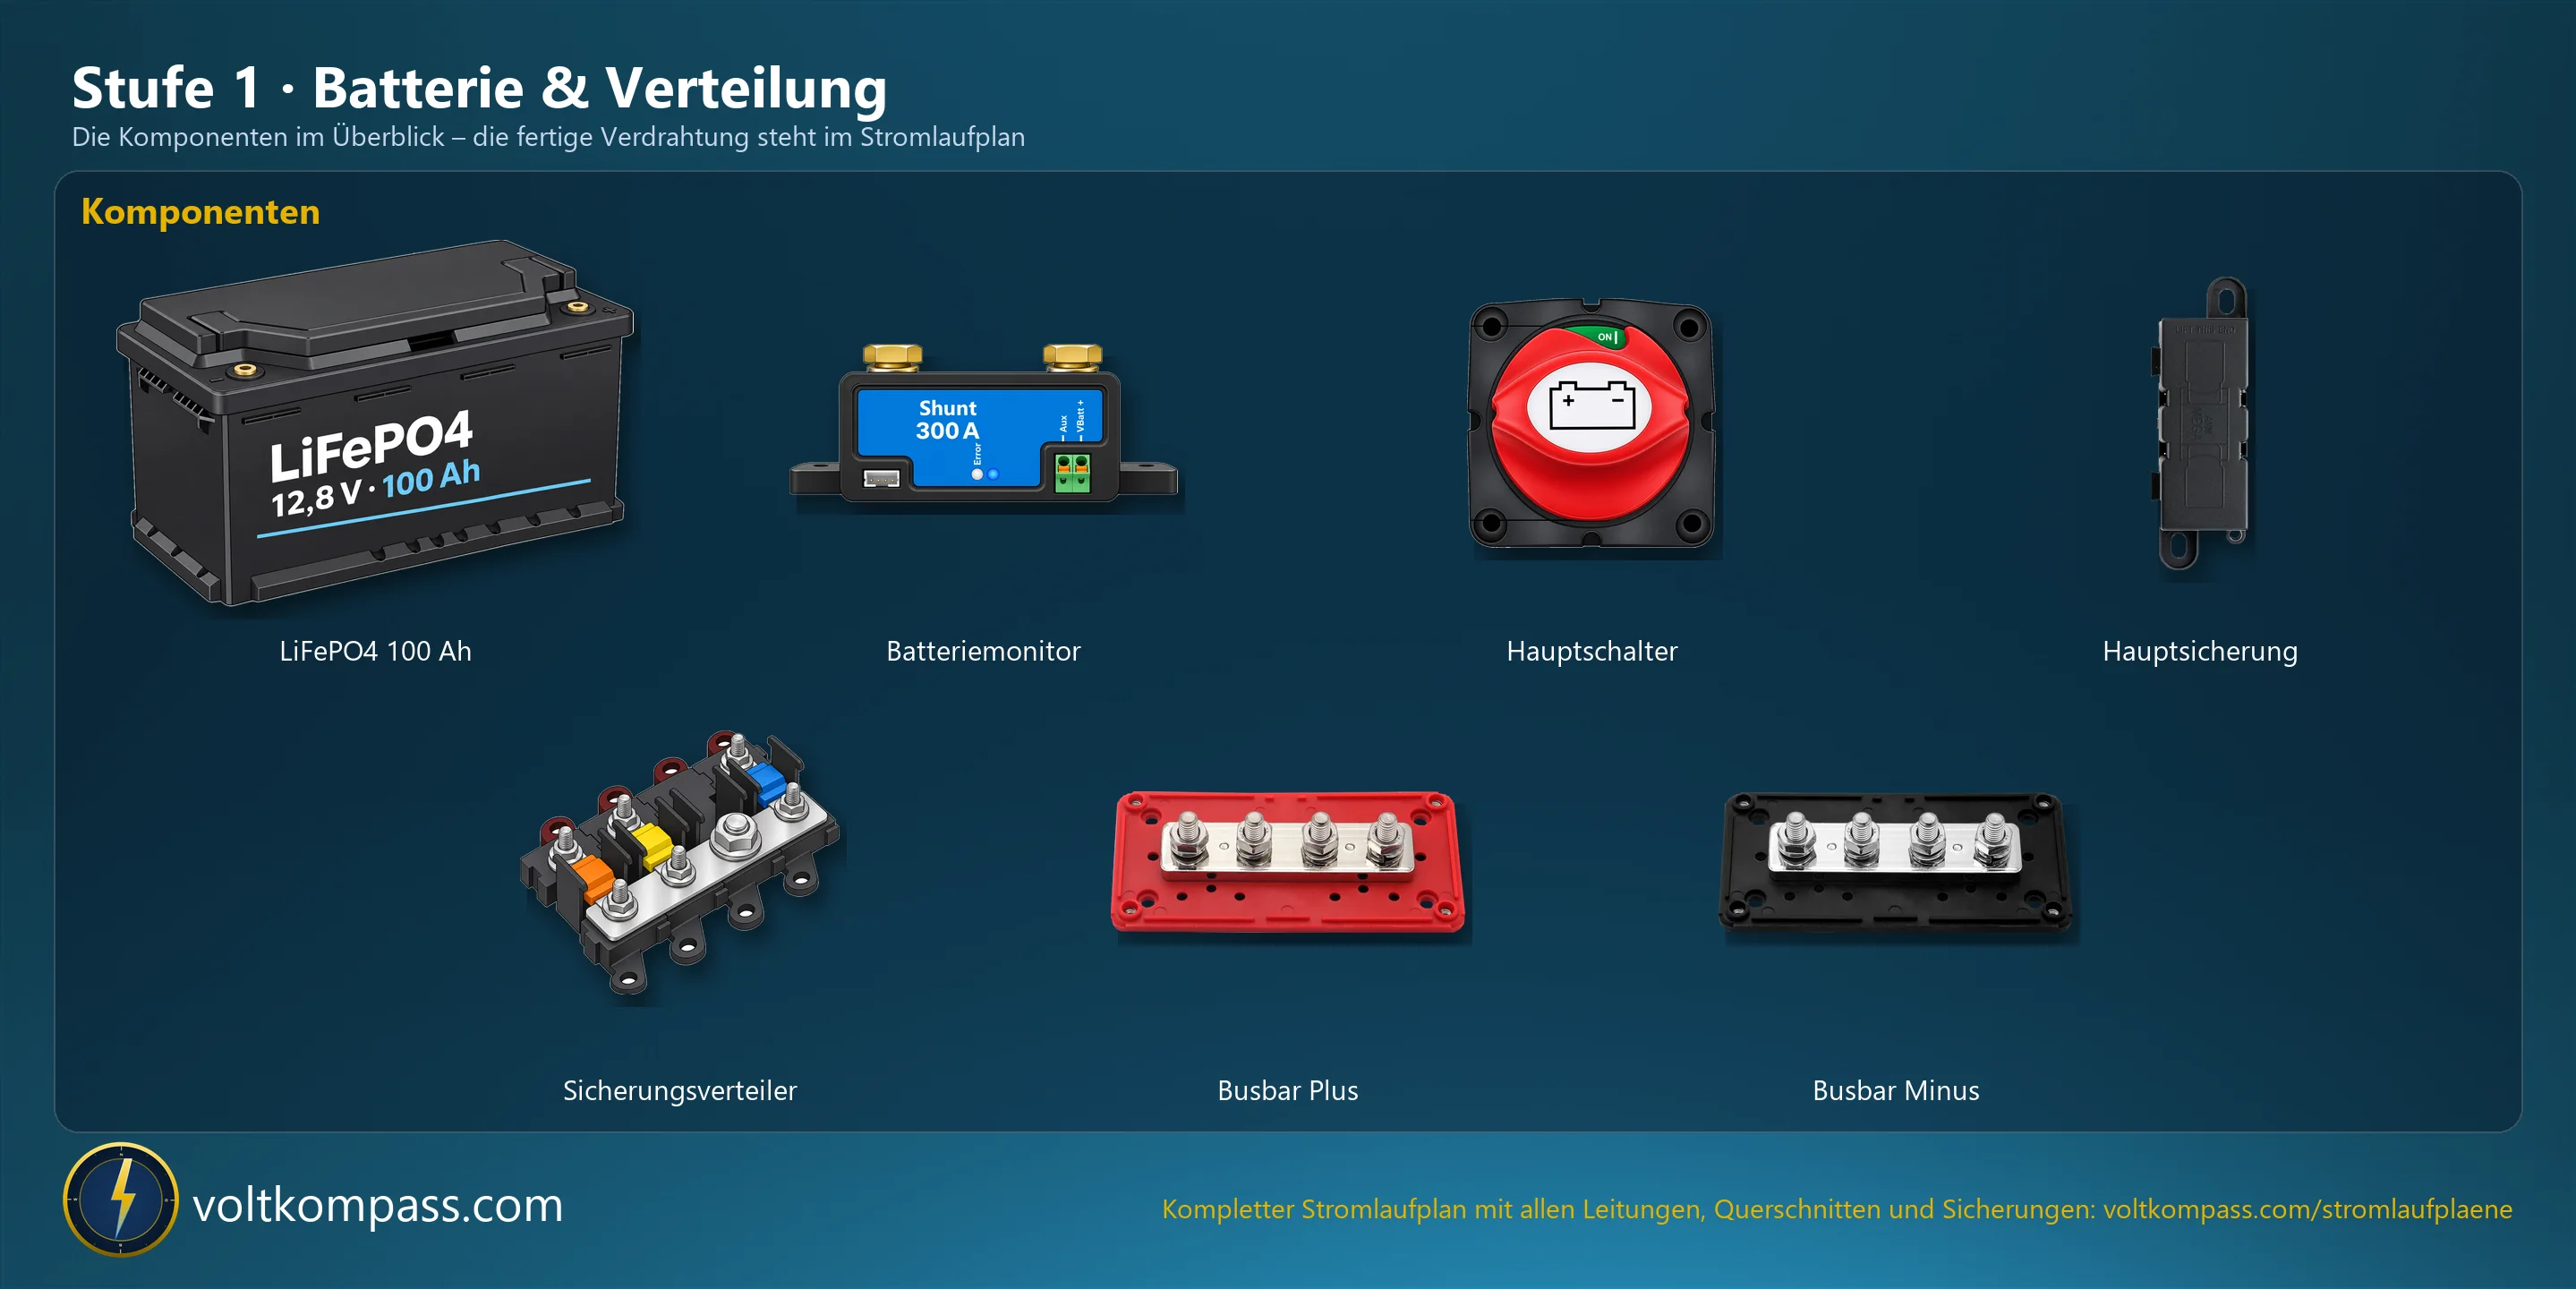 Stufe 1 · Batterie & Verteilung
Die Komponenten im Überblick – die fertige Verdrahtung steht im Stromlaufplan
Komponenten
LiFePO4
12,8 V · 100 Ah
Shunt
300 A
Error
Aux
VBatt +
ON
LiFePO4 100 Ah
Batteriemonitor
Hauptschalter
Hauptsicherung
Sicherungsverteiler
Busbar Plus
Busbar Minus
voltkompass.com
Kompletter Stromlaufplan mit allen Leitungen, Querschnitten und Sicherungen: voltkompass.com/stromlaufplaene